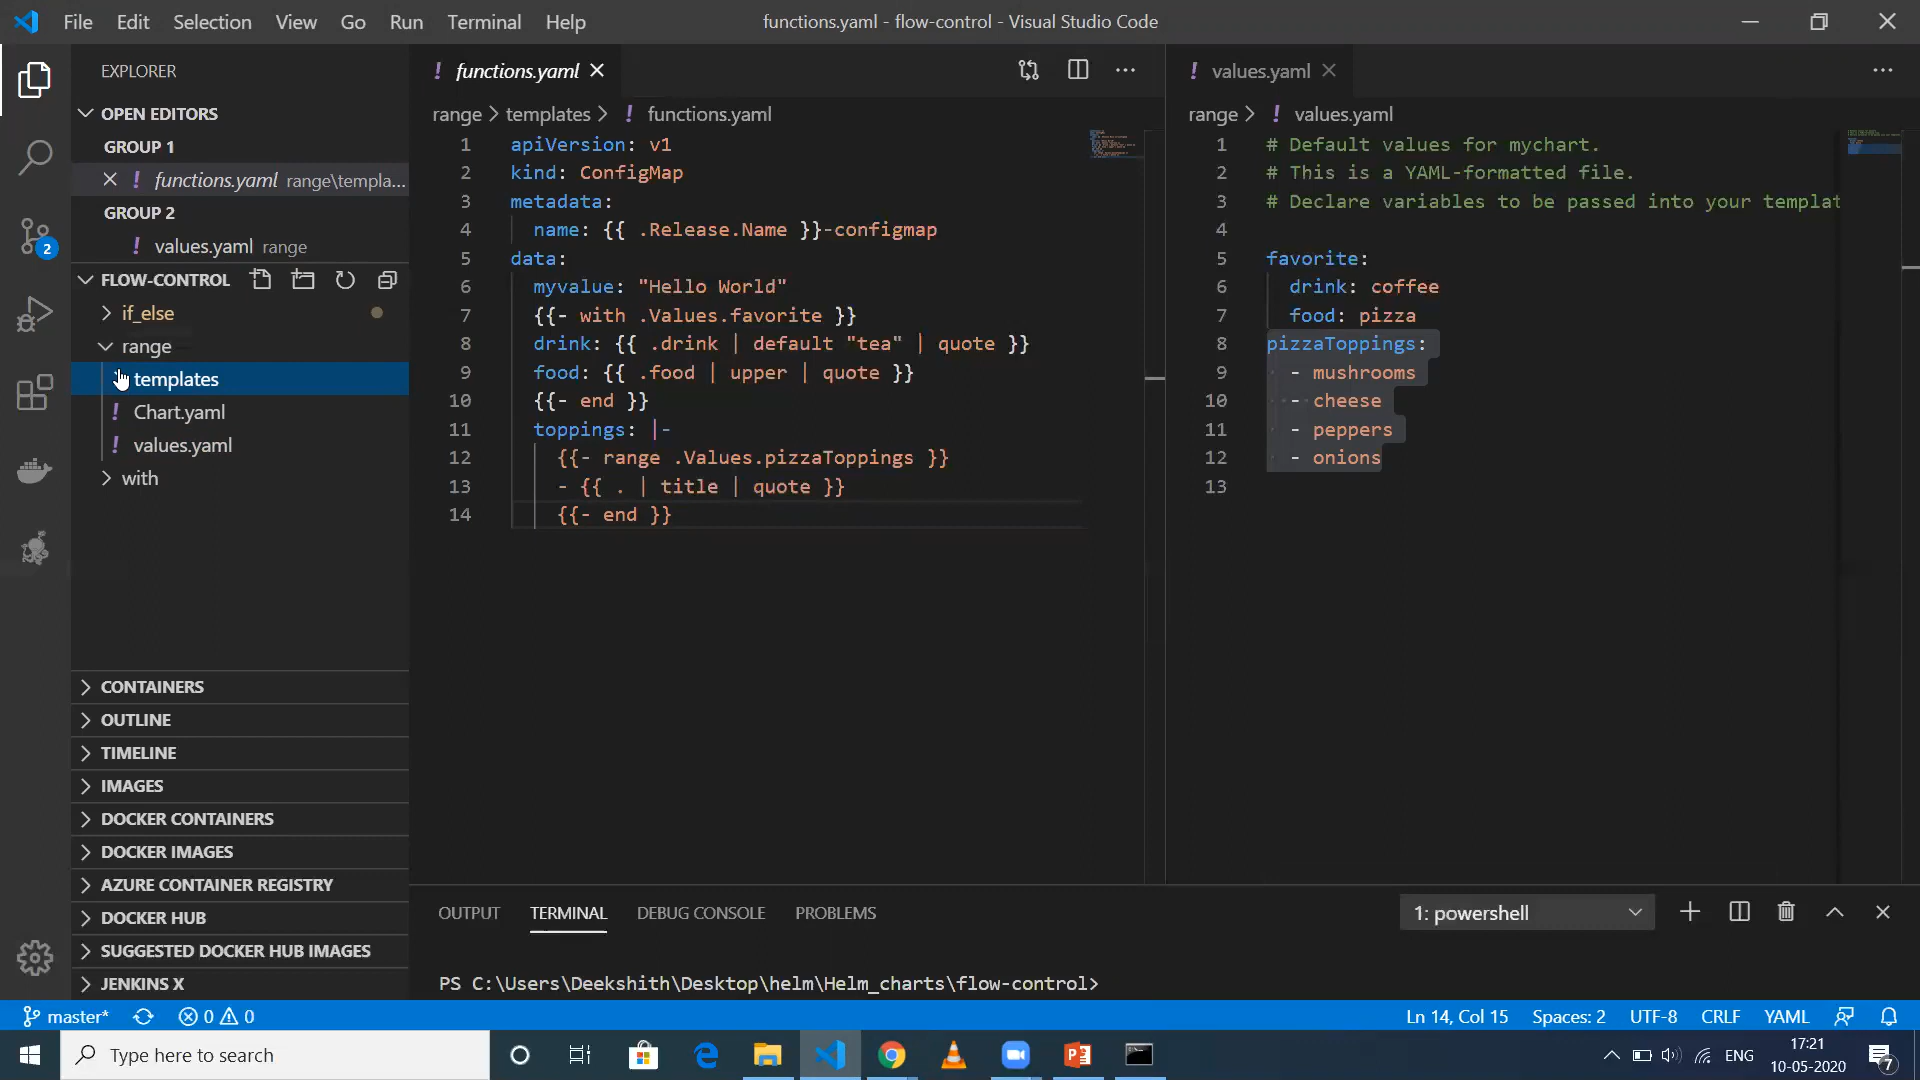 File Edit Selection View Go Run Terminal Help
functions.yaml - flow-control - Visual Studio Code
EXPLORER
OPEN EDITORS
GROUP 1
! functions.yaml range\templa...
GROUP 2
! values.yaml range
FLOW-CONTROL
if_else
range
templates
! Chart.yaml
! values.yaml
with
CONTAINERS
OUTLINE
TIMELINE
IMAGES
DOCKER CONTAINERS
DOCKER IMAGES
AZURE CONTAINER REGISTRY
DOCKER HUB
SUGGESTED DOCKER HUB IMAGES
JENKINS X
2
! functions.yaml
range > templates > ! functions.yaml
1 apiVersion: v1
2 kind: ConfigMap
3 metadata:
4 name: {{ .Release.Name }}-configmap
5 data:
6 myvalue: "Hello World"
7 {{- with .Values.favorite }}
8 drink: {{ .drink | default "tea" | quote }}
9 food: {{ .food | upper | quote }}
10 {{- end }}
11 toppings: |-
12 {{- range .Values.pizzaToppings }}
13 - {{ . | title | quote }}
14 {{- end }}
! values.yaml
range > ! values.yaml
1 # Default values for mychart.
2 # This is a YAML-formatted file.
3 # Declare variables to be passed into your templat
4
5 favorite:
6 drink: coffee
7 food: pizza
8 pizzaToppings:
9 - mushrooms
10 - cheese
11 - peppers
12 - onions
13
OUTPUT TERMINAL DEBUG CONSOLE PROBLEMS
1: powershell
PS C:\Users\Deekshith\Desktop\helm\Helm_charts\flow-control>
master* 0 0
Ln 14, Col 15 Spaces: 2 UTF-8 CRLF YAML
Type here to search
ENG
17:21
10-05-2020
7